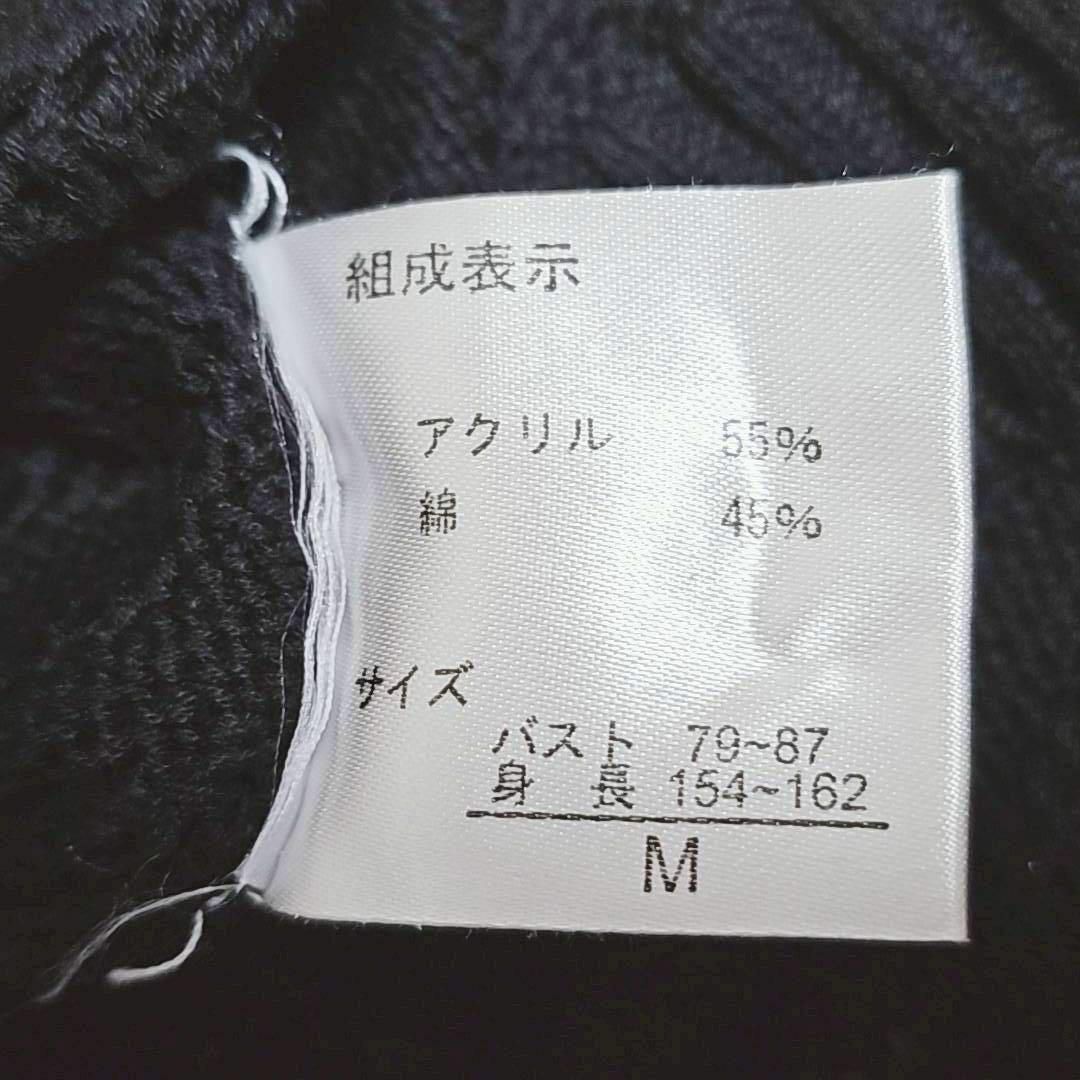 組成表示
アクリル 55%
綿 45%
サイズ
バスト 79~87
身 長 154~162
M